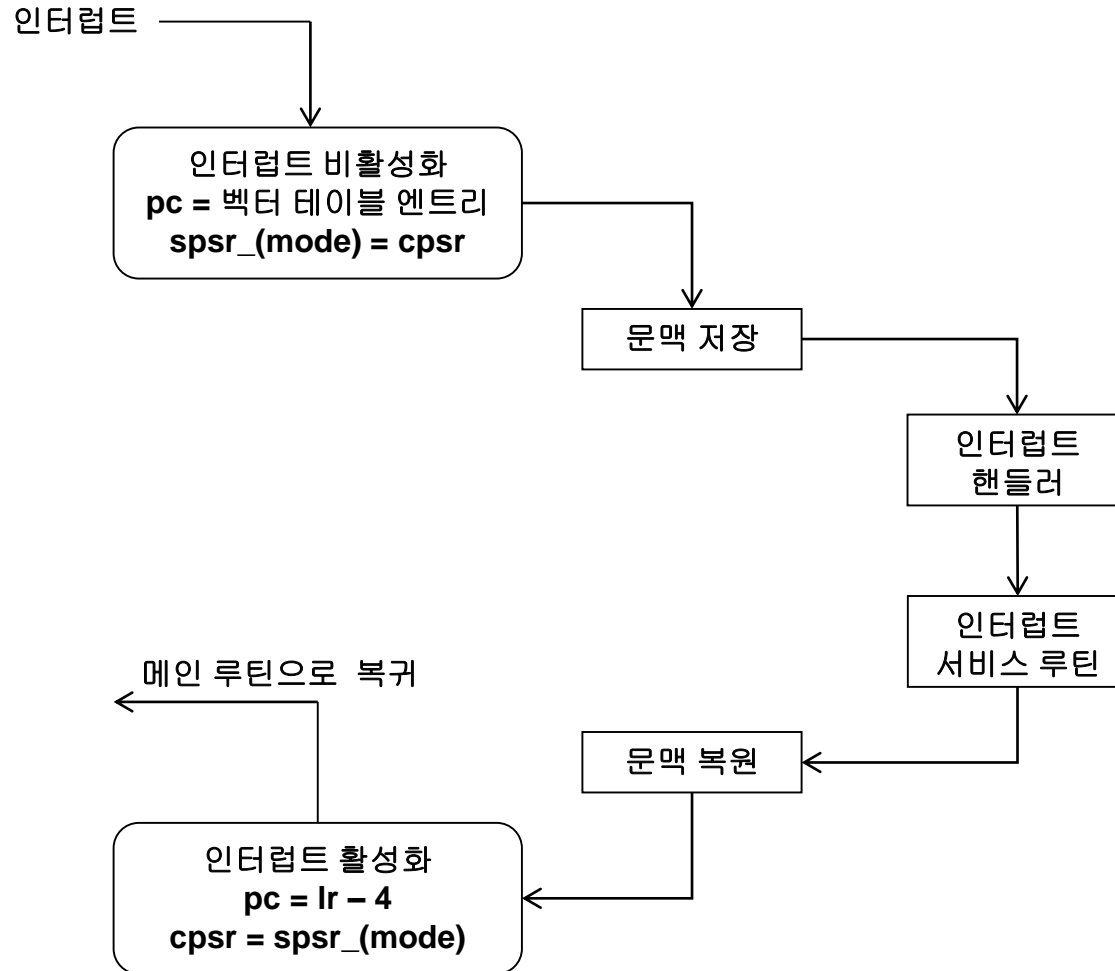 인터럽트
인터럽트 비활성화
pc = 벡터 테이블 엔트리
spsr_(mode) = cpsr
문맥 저장
인터럽트
핸들러
인터럽트
서비스 루틴
문맥 복원
인터럽트 활성화
pc = lr – 4
cpsr = spsr_(mode)
메인 루틴으로 복귀